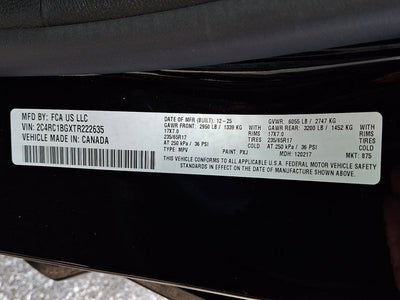 MFD BY: FCA US LLC
VIN: 2C4RC1BGXTR222635
VEHICLE MADE IN: CANADA
DATE OF MFR (BUILT): 12-25 GVWR: 6055 LB / 2747 KG
GAWR FRONT: 2950 LB / 1339 KG WITH GAWR REAR: 3200 LB / 1452 KG WITH
17X7.0 RIMS 17X7.0 RIMS
235/65R17 TIRES 235/65R17 TIRES
AT 250 kPa / 36 PSI COLD AT 250 kPa / 36 PSI COLD
THIS VEHICLE CONFORMS TO ALL APPLICABLE U.S.A. FEDERAL MOTOR VEHICLE SAFETY
STANDARDS IN EFFECT ON THE DATE OF MANUFACTURE SHOWN ABOVE.
TYPE: MPV PAINT: PXJ MDH: 120217 MKT: 875